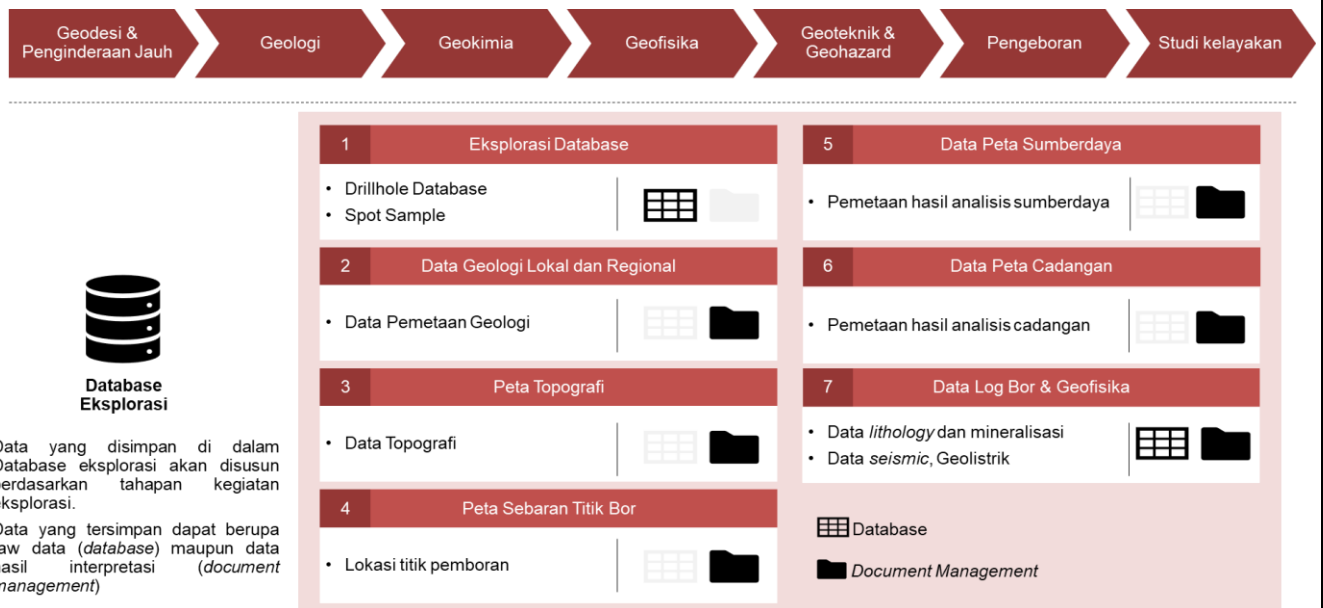 Geodesi &
Penginderaan Jauh
Geologi
Geokimia
Geofisika
Geoteknik &
Geohazard
Pengeboran
Studi kelayakan
1
Eksplorasi Database
• Drillhole Database
• Spot Sample
2
Data Geologi Lokal dan Regional
• Data Pemetaan Geologi
3
Peta Topografi
• Data Topografi
4
Peta Sebaran Titik Bor
• Lokasi titik pemboran
5
Data Peta Sumberdaya
• Pemetaan hasil analisis sumberdaya
6
Data Peta Cadangan
• Pemetaan hasil analisis cadangan
7
Data Log Bor & Geofisika
• Data lithology dan mineralisasi
• Data seismic, Geolistrik
Database
Document Management
Database
Eksplorasi
Data yang disimpan di dalam
Database eksplorasi akan disusun
berdasarkan tahapan kegiatan
eksplorasi.
Data yang tersimpan dapat berupa
raw data (database) maupun data
hasil interpretasi (document
management)